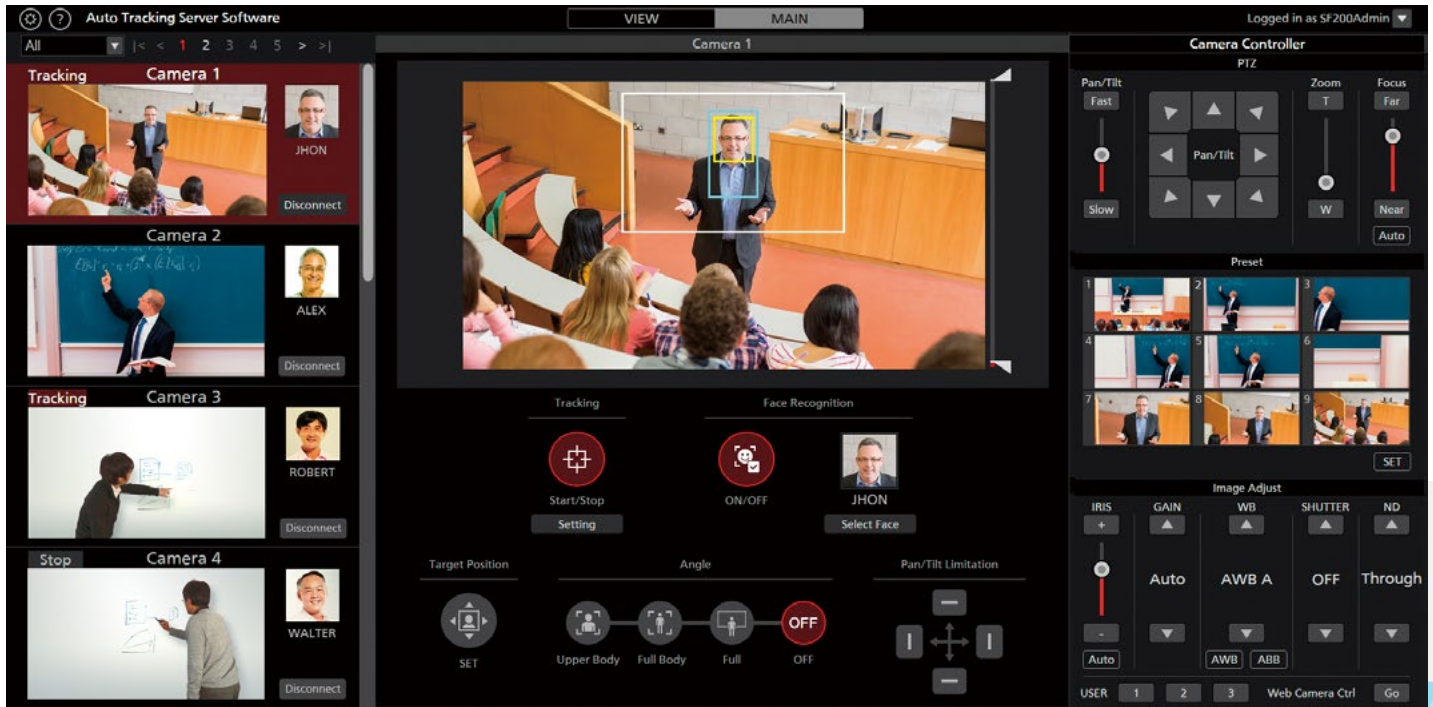 Auto Tracking Server Software
VIEW MAIN
Logged in as SF200Admin
All |< < 1 2 3 4 5 > >|
Tracking Camera 1
JHON
Disconnect
Camera 2
ALEX
Disconnect
Tracking Camera 3
ROBERT
Disconnect
Stop Camera 4
WALTER
Disconnect
Camera 1
Tracking
Start/Stop
Setting
Face Recognition
ON/OFF
JHON
Select Face
Target Position
SET
Angle
OFF
Upper Body Full Body Full OFF
Pan/Tilt Limitation
Camera Controller
PTZ
Pan/Tilt Zoom Focus
Fast T Far
Pan/Tilt
Slow W Near
Auto
Preset
1 2 3
4 5 6
7 8 9
SET
Image Adjust
IRIS GAIN WB SHUTTER ND
+
Auto AWB A OFF Through
-
Auto AWB ABB
USER 1 2 3 Web Camera Ctrl Go